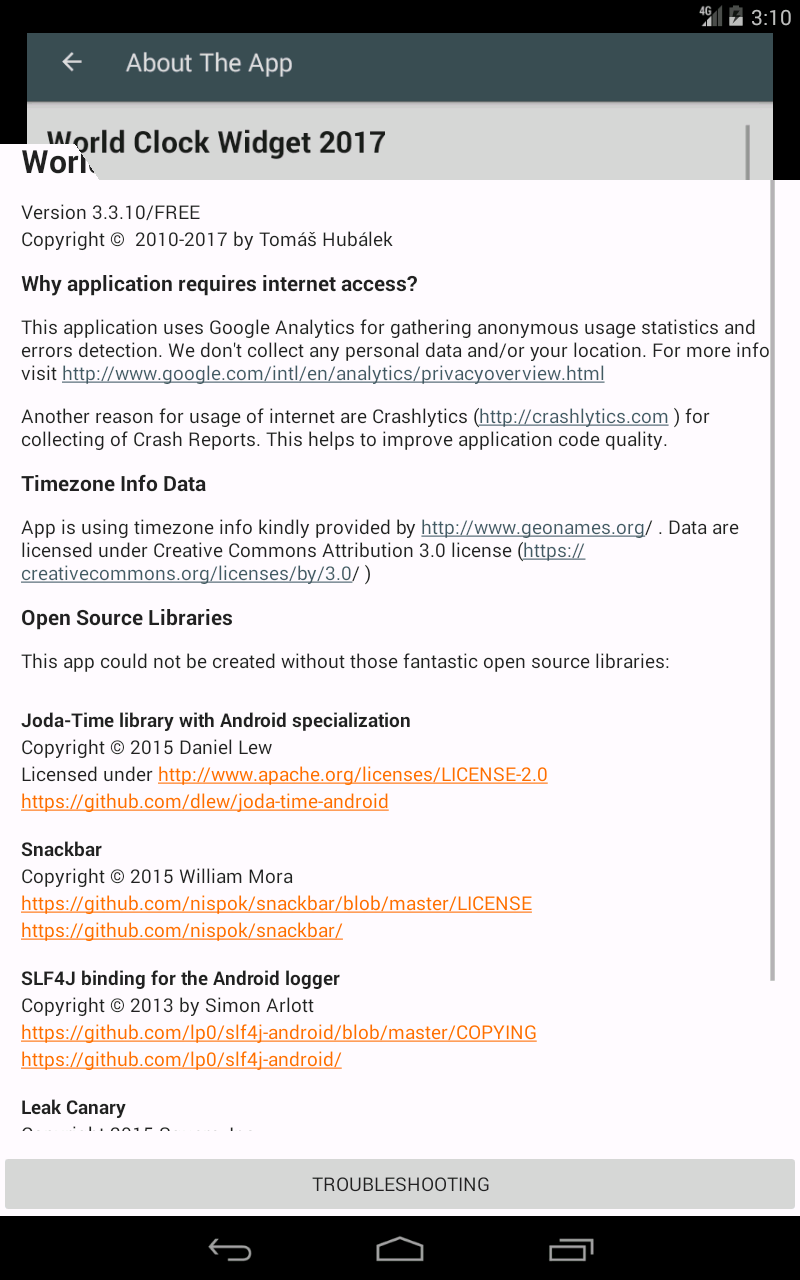 4G 3:10
About The App
World Clock Widget 2017
Worl
Version 3.3.10/FREE
Copyright © 2010-2017 by Tomáš Hubálek
Why application requires internet access?
This application uses Google Analytics for gathering anonymous usage statistics and
errors detection. We don't collect any personal data and/or your location. For more info
visit http://www.google.com/intl/en/analytics/privacyoverview.html
Another reason for usage of internet are Crashlytics (http://crashlytics.com ) for
collecting of Crash Reports. This helps to improve application code quality.
Timezone Info Data
App is using timezone info kindly provided by http://www.geonames.org/ . Data are
licensed under Creative Commons Attribution 3.0 license (https://
creativecommons.org/licenses/by/3.0/ )
Open Source Libraries
This app could not be created without those fantastic open source libraries:
Joda-Time library with Android specialization
Copyright © 2015 Daniel Lew
Licensed under http://www.apache.org/licenses/LICENSE-2.0
https://github.com/dlew/joda-time-android
Snackbar
Copyright © 2015 William Mora
https://github.com/nispok/snackbar/blob/master/LICENSE
https://github.com/nispok/snackbar/
SLF4J binding for the Android logger
Copyright © 2013 by Simon Arlott
https://github.com/lp0/slf4j-android/blob/master/COPYING
https://github.com/lp0/slf4j-android/
Leak Canary
TROUBLESHOOTING